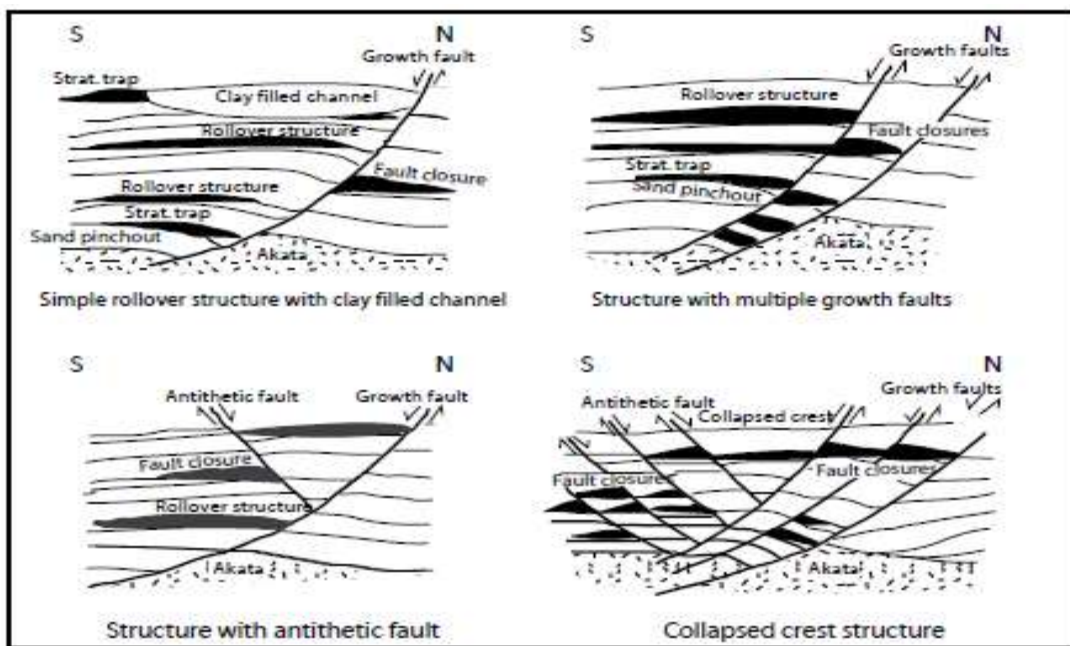 S N
Growth fault
Strat. trap
Clay filled channel
Rollover structure
Fault closure
Rollover structure
Strat. trap
Sand pinchout
Akata
Simple rollover structure with clay filled channel
S N
Growth faults
Rollover structure
Fault closures
Strat. trap
Sand pinchout
Akata
Structure with multiple growth faults
S N
Antithetic fault Growth fault
Fault closure
Rollover structure
Akata
Structure with antithetic fault
S N
Growth faults
Antithetic fault
Collapsed crest
Fault closures
Fault closures
Akata
Collapsed crest structure